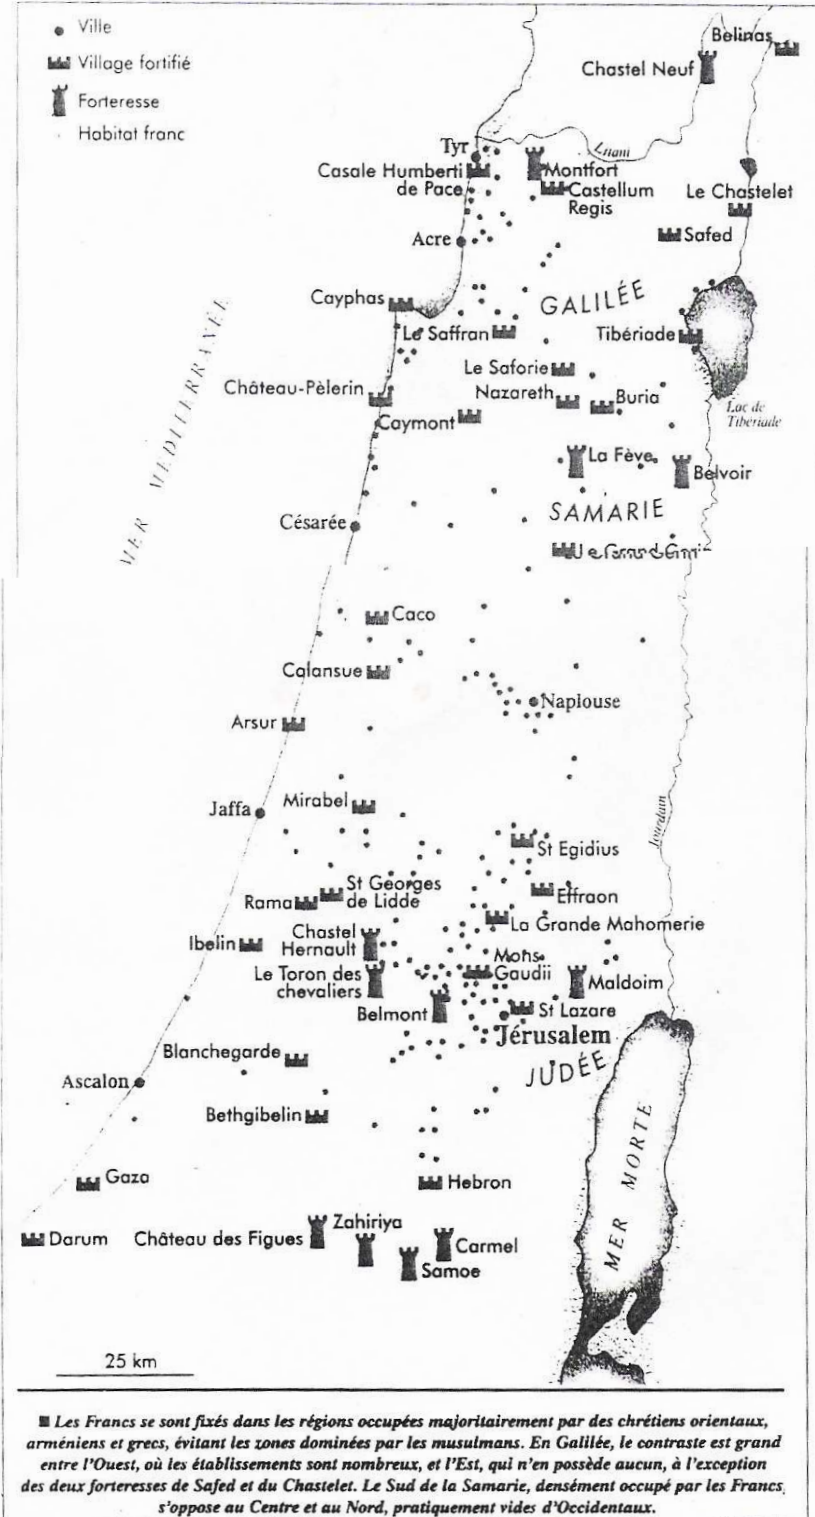 Ville
Village fortifié
Forteresse
Habitat franc
Belinas
Chastel Neuf
Tyr
Casale Humberti
de Pace
Montfort
Castellum
Regis
Le Chastelet
Safed
Acre
Cayphas
GALILÉE
Le Saffran
Tibériade
Le Saforie
Château-Pèlerin
Nazareth
Buria
Lac de
Tibériade
Caymont
MER MEDITERRANÉE
La Fève
Belvoir
Césarée
SAMARIE
Caco
Calansue
Naplouse
Arsur
Jaffa
Mirabel
Jourdain
St Egidius
St Georges
de Lidde
Rama
Effraon
La Grande Mahomerie
Ibelin
Chastel
Hernault
Mons
Gaudii
Le Toron des
chevaliers
Maldoim
Belmont
St Lazare
Jérusalem
Blanchegarde
JUDÉE
Ascalon
Bethgibelin
MER MORTE
Gaza
Hebron
Darum
Château des Figues
Zahiriya
Carmel
Samoe
25 km
■ Les Francs se sont fixés dans les régions occupées majoritairement par des chrétiens orientaux,
arméniens et grecs, évitant les zones dominées par les musulmans. En Galilée, le contraste est grand
entre l'Ouest, où les établissements sont nombreux, et l'Est, qui n'en possède aucun, à l'exception
des deux forteresses de Safed et du Chastelet. Le Sud de la Samarie, densément occupé par les Francs,
s'oppose au Centre et au Nord, pratiquement vides d'Occidentaux.